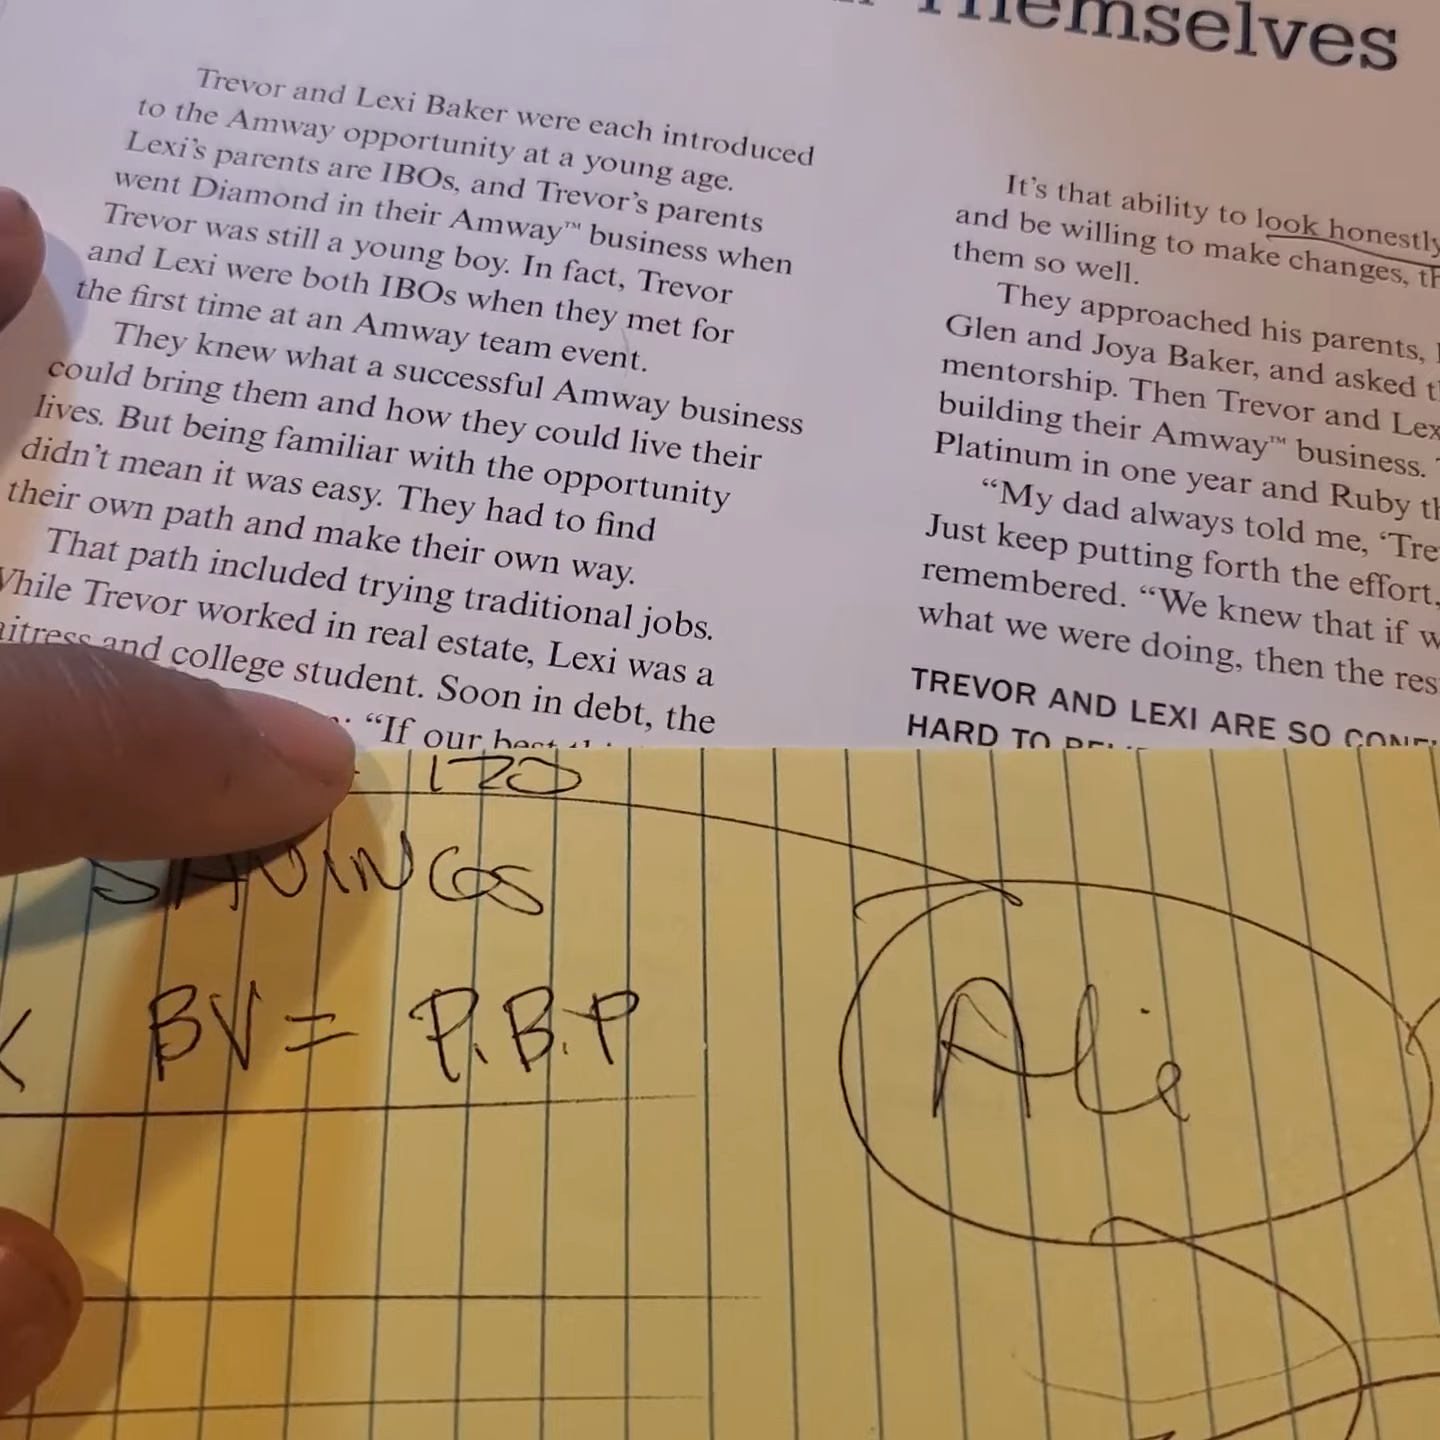 Themselves
Trevor and Lexi Baker were each introduced
to the Amway opportunity at a young age.
Lexi's parents are IBOs, and Trevor's parents
went Diamond in their Amway™ business when
Trevor was still a young boy. In fact, Trevor
and Lexi were both IBOs when they met for
the first time at an Amway team event.
They knew what a successful Amway business
could bring them and how they could live their
lives. But being familiar with the opportunity
didn't mean it was easy. They had to find
their own path and make their own way.
That path included trying traditional jobs.
While Trevor worked in real estate, Lexi was a
and college student. Soon in debt, the
“If our best
It's that ability to look honestly
and be willing to make changes,
them so well.
They approached his parents,
Glen and Joya Baker, and asked
mentorship. Then Trevor and
building their Amway™ business.
Platinum in one year and Ruby
“My dad always told me,
Just keep putting forth the effort,
remembered. “We knew that if
what we were doing, then the
TREVOR AND LEXI ARE SO
HARD TO
120
SAVINGS
BV = P.B.P
Ali